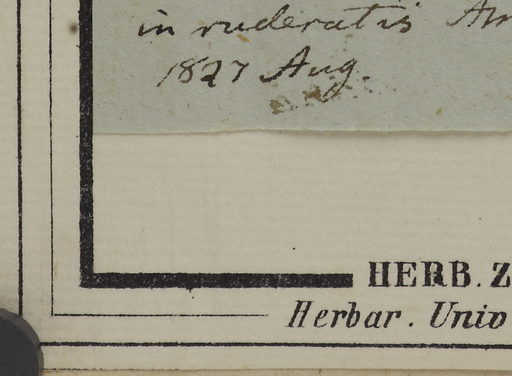 in ruderatis
1827 Aug.
HERB. Z
Herbar. Univ